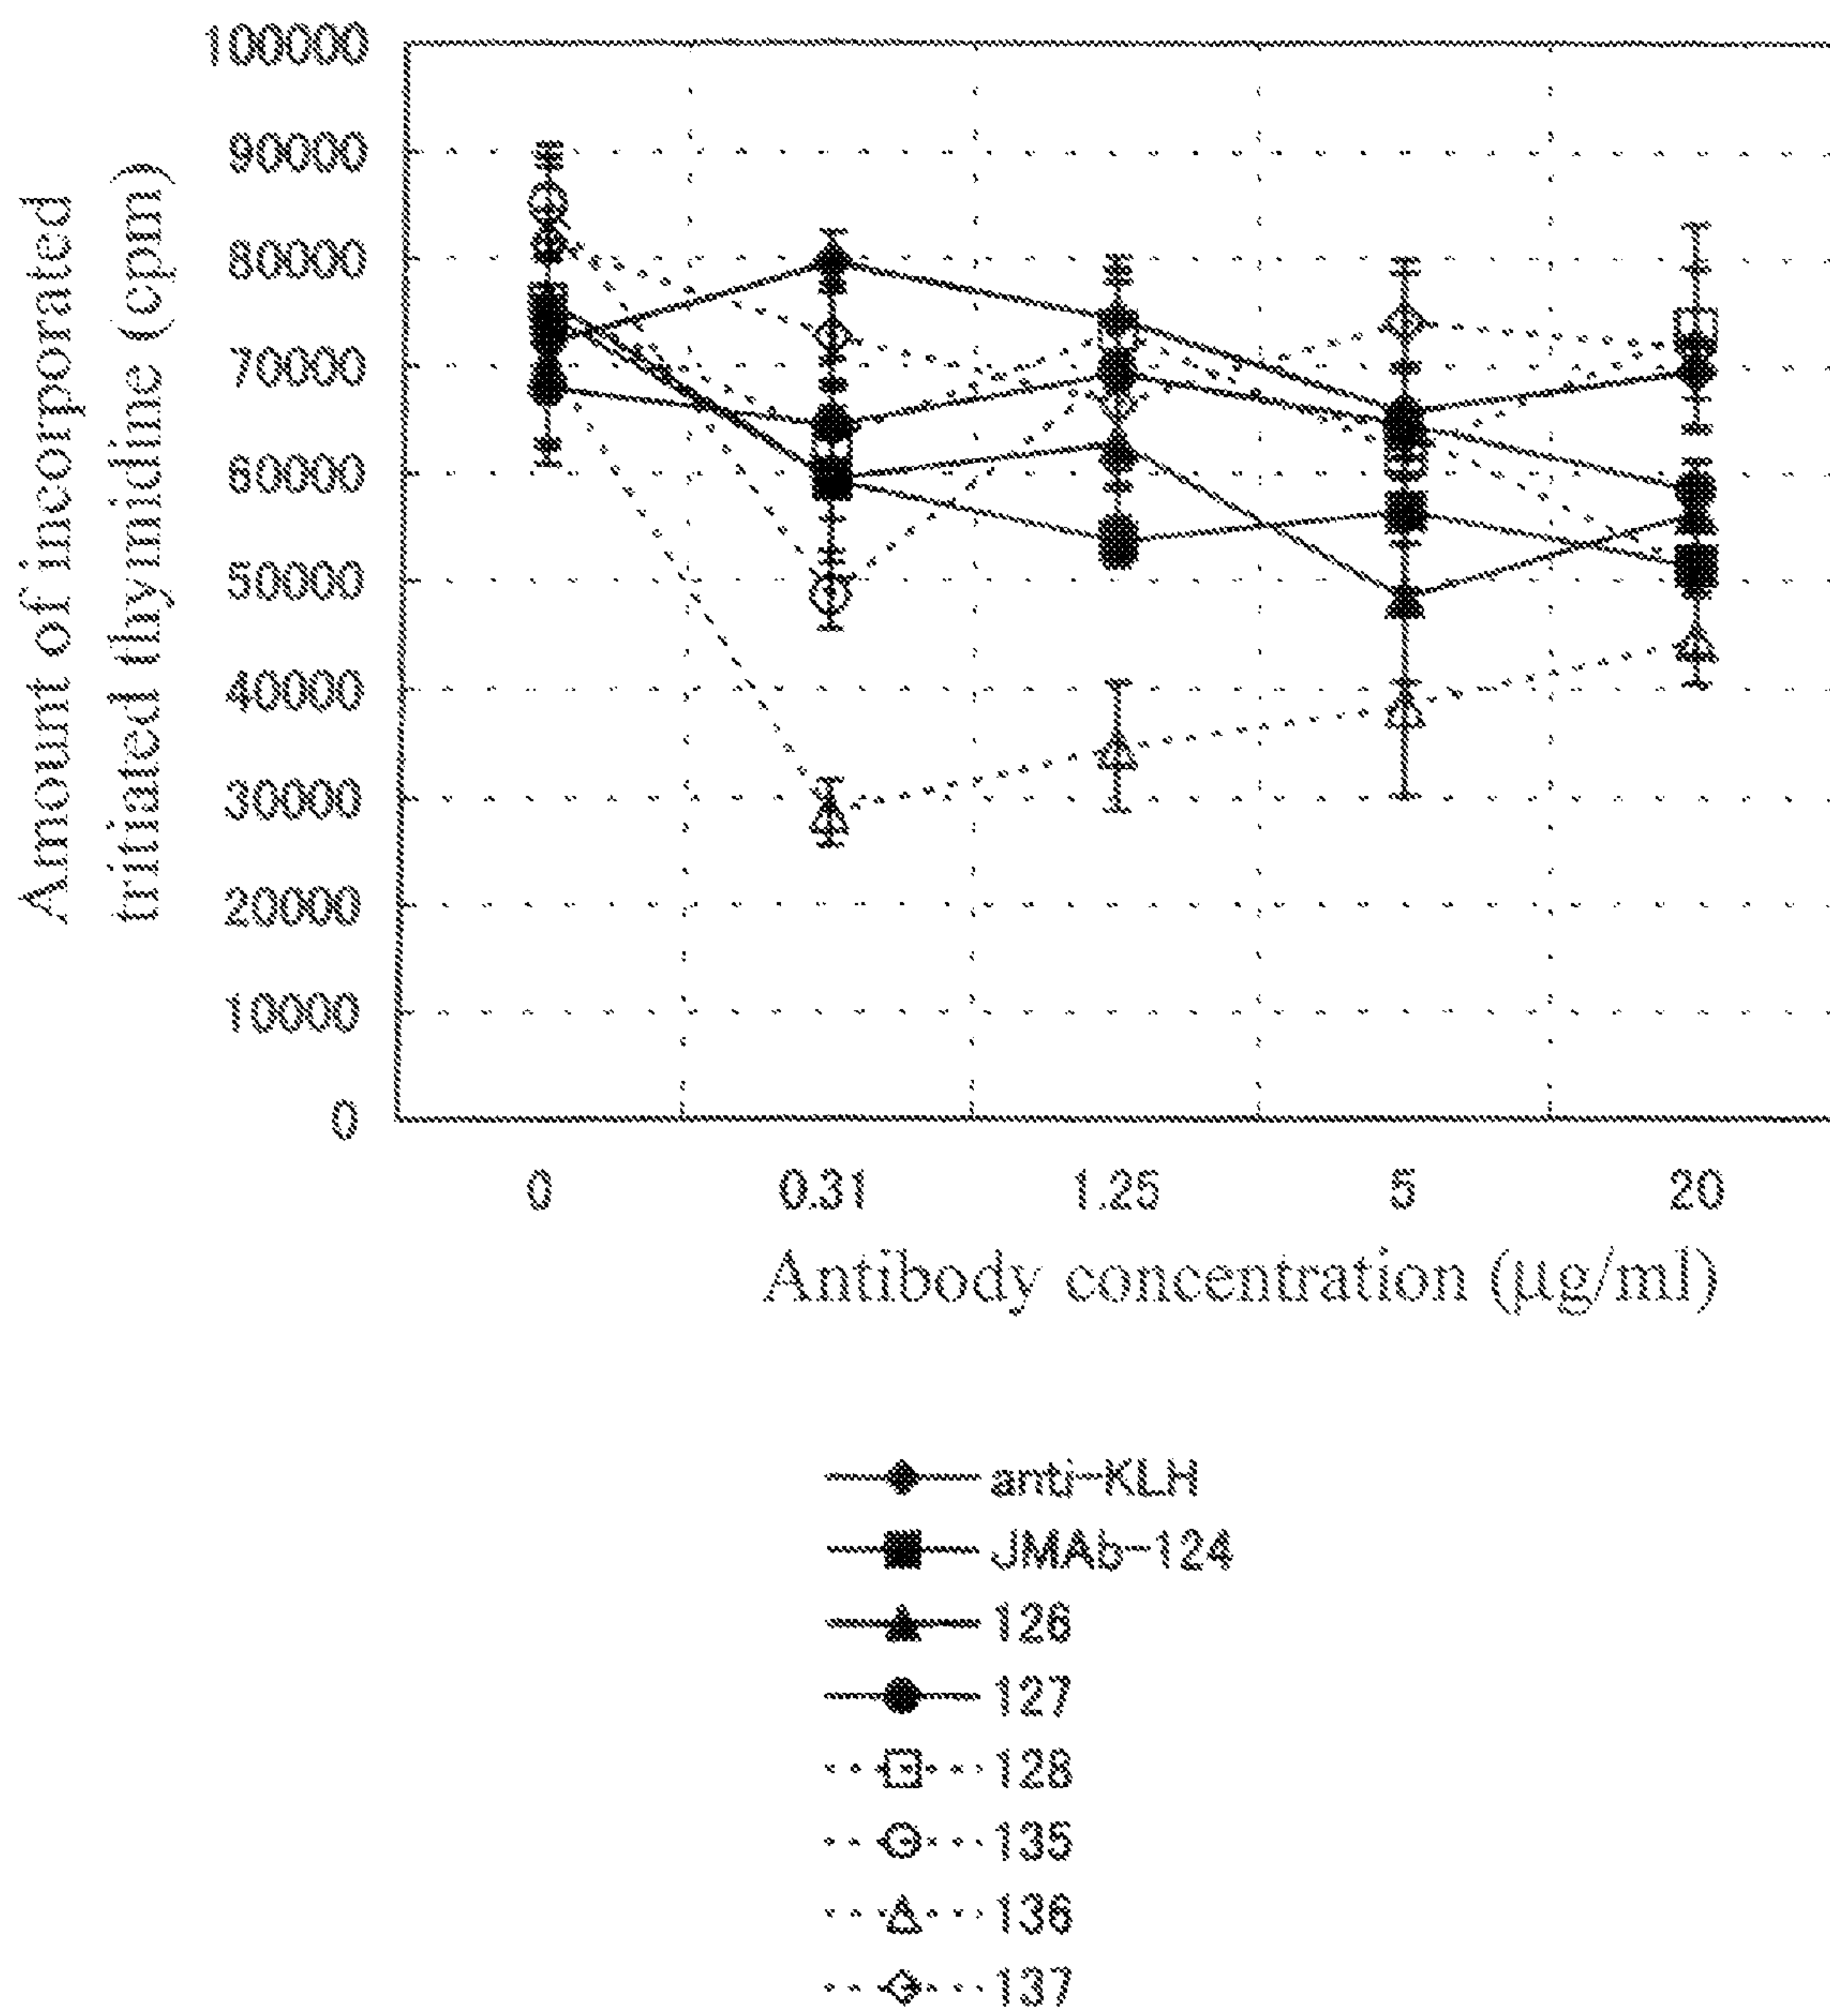 Amount of incorporated
tritiated thymidine (cpm)
100000
90000
80000
70000
60000
50000
40000
30000
20000
10000
0
0 0.31 1.25 5 20
Antibody concentration (µg/ml)
anti-KLH
JMAb-124
126
127
128
135
136
137